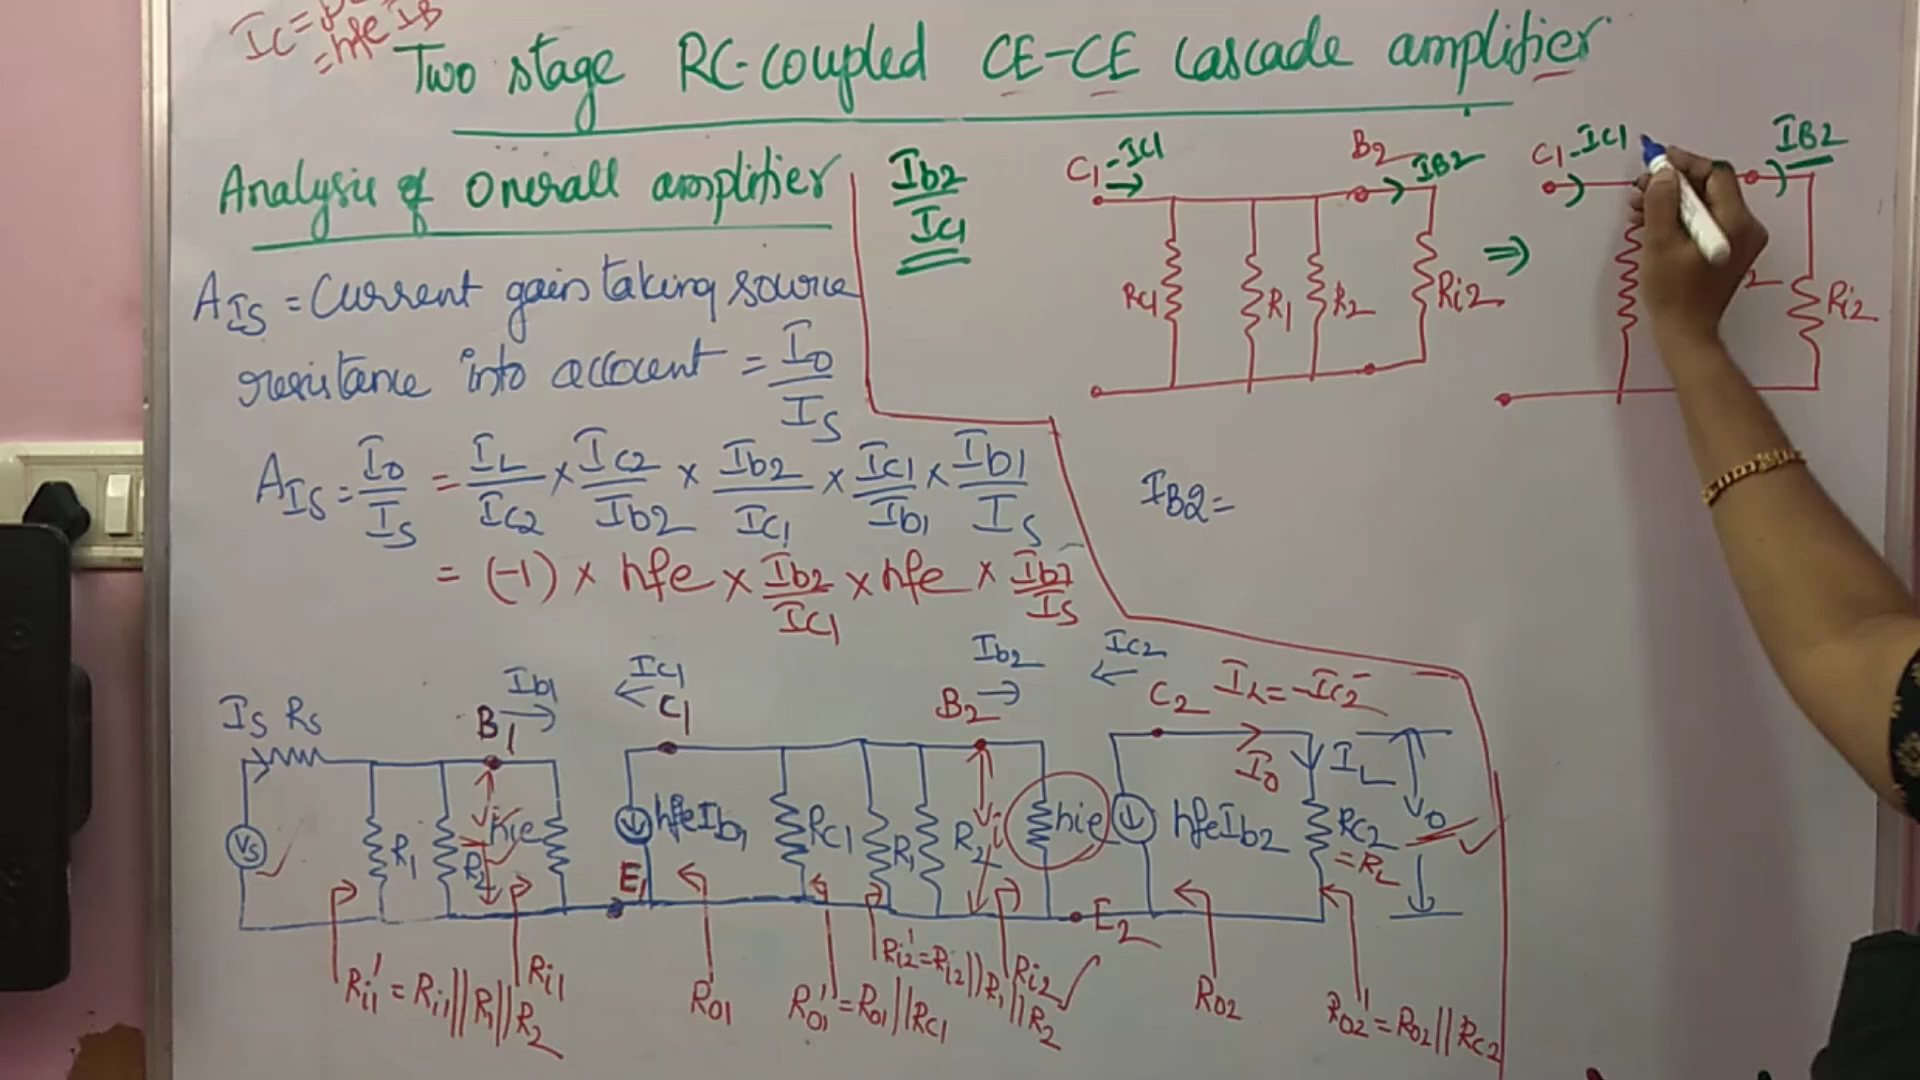 Ic=
=hfe IB
Two stage RC-coupled CE-CE cascade amplifier
Analysis of Overall amplifier
Ib2
Ic1
AIS = Current gain taking source
resistance into account = Io/Is
AIS = Io/Is = IL/Ic2 × Ic2/Ib2 × Ib2/Ic1 × Ic1/Ib1 × Ib1/Is
= (-1) × hfe × Ib2/Ic1 × hfe × Ib1/Is
C1 -IC1
B2 IB2
RC1 R1 R2 Ri2
⇒
C1 -IC1
IB2
Ri2
IB2=
Is Rs
Ib1
B1
Ic1
C1
Ib2
B2
Ic2
C2
IL=-Ic2
Vs R1 R2 hie
hfeIb1 RC1 R1 R2 hie
hfeIb2
Io IL
RC2
=RL
Vo
E1
E2
Ri1' = Ri1||R1||R2
Ri1
Ro1
Ro1' = Ro1||RC1
Ri2' = Ri2||R1||R2
Ri2
Ro2
Ro2' = Ro2||RC2